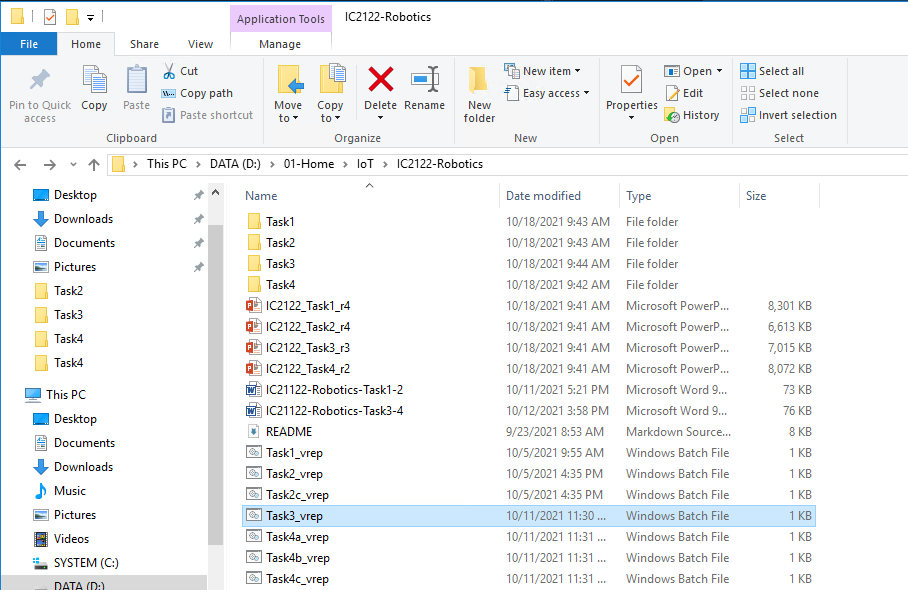 Application Tools IC2122-Robotics
File Home Share View Manage
Pin to Quick access
Copy
Paste
Cut
Copy path
Paste shortcut
Clipboard
Move to
Copy to
Delete
Rename
Organize
New folder
New item
Easy access
New
Properties
Open
Edit
History
Open
Select all
Select none
Invert selection
Select
This PC > DATA (D:) > 01-Home > IoT > IC2122-Robotics
Desktop
Downloads
Documents
Pictures
Task2
Task3
Task4
Task4
This PC
Desktop
Documents
Downloads
Music
Pictures
Videos
SYSTEM (C:)
DATA (D:)
Name Date modified Type Size
Task1 10/18/2021 9:43 AM File folder
Task2 10/18/2021 9:43 AM File folder
Task3 10/18/2021 9:44 AM File folder
Task4 10/18/2021 9:42 AM File folder
IC2122_Task1_r4 10/18/2021 9:41 AM Microsoft PowerP... 8,301 KB
IC2122_Task2_r4 10/18/2021 9:41 AM Microsoft PowerP... 6,613 KB
IC2122_Task3_r3 10/18/2021 9:41 AM Microsoft PowerP... 7,015 KB
IC2122_Task4_r2 10/18/2021 9:41 AM Microsoft PowerP... 8,072 KB
IC21122-Robotics-Task1-2 10/11/2021 5:21 PM Microsoft Word 9... 73 KB
IC21122-Robotics-Task3-4 10/12/2021 3:58 PM Microsoft Word 9... 76 KB
README 9/23/2021 8:53 AM Markdown Source... 8 KB
Task1_vrep 10/5/2021 9:55 AM Windows Batch File 1 KB
Task2_vrep 10/5/2021 4:35 PM Windows Batch File 1 KB
Task2c_vrep 10/5/2021 4:35 PM Windows Batch File 1 KB
Task3_vrep 10/11/2021 11:30 ... Windows Batch File 1 KB
Task4a_vrep 10/11/2021 11:31 ... Windows Batch File 1 KB
Task4b_vrep 10/11/2021 11:31 ... Windows Batch File 1 KB
Task4c_vrep 10/11/2021 11:31 ... Windows Batch File 1 KB